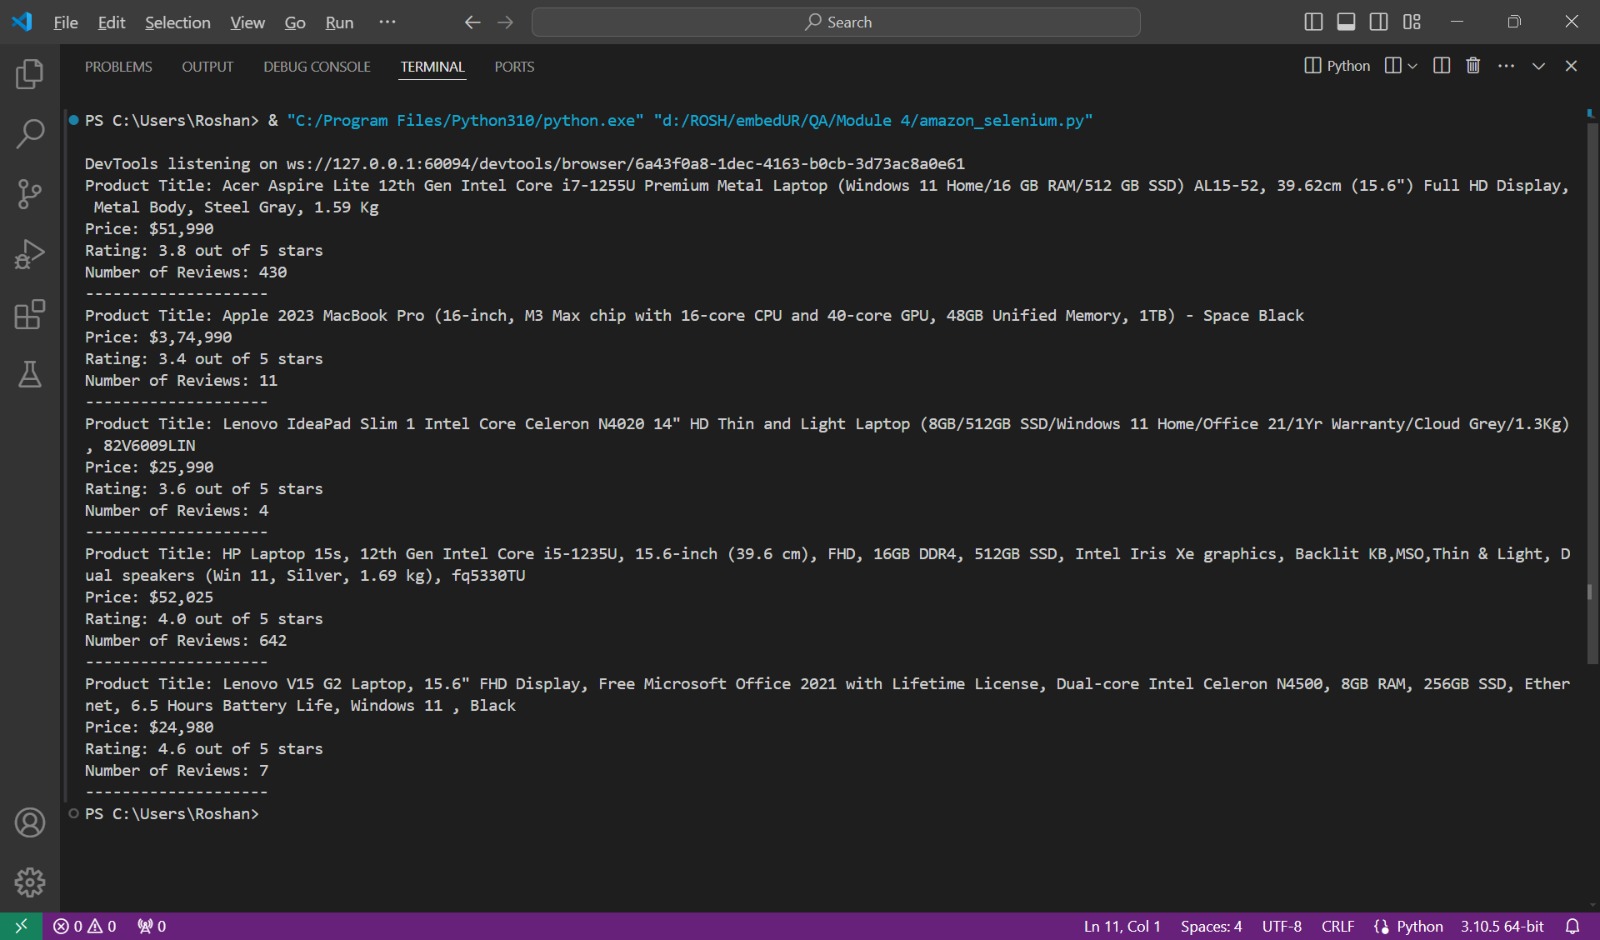 File Edit Selection View Go Run ··· Search
PROBLEMS OUTPUT DEBUG CONSOLE TERMINAL PORTS Python
PS C:\Users\Roshan> & "C:/Program Files/Python310/python.exe" "d:/ROSH/embedUR/QA/Module 4/amazon_selenium.py"
DevTools listening on ws://127.0.0.1:60094/devtools/browser/6a43f0a8-1dec-4163-b0cb-3d73ac8a0e61
Product Title: Acer Aspire Lite 12th Gen Intel Core i7-1255U Premium Metal Laptop (Windows 11 Home/16 GB RAM/512 GB SSD) AL15-52, 39.62cm (15.6") Full HD Display,
Metal Body, Steel Gray, 1.59 Kg
Price: $51,990
Rating: 3.8 out of 5 stars
Number of Reviews: 430
--------------------
Product Title: Apple 2023 MacBook Pro (16-inch, M3 Max chip with 16-core CPU and 40-core GPU, 48GB Unified Memory, 1TB) - Space Black
Price: $3,74,990
Rating: 3.4 out of 5 stars
Number of Reviews: 11
--------------------
Product Title: Lenovo IdeaPad Slim 1 Intel Core Celeron N4020 14" HD Thin and Light Laptop (8GB/512GB SSD/Windows 11 Home/Office 21/1Yr Warranty/Cloud Grey/1.3Kg)
, 82V6009LIN
Price: $25,990
Rating: 3.6 out of 5 stars
Number of Reviews: 4
--------------------
Product Title: HP Laptop 15s, 12th Gen Intel Core i5-1235U, 15.6-inch (39.6 cm), FHD, 16GB DDR4, 512GB SSD, Intel Iris Xe graphics, Backlit KB,MSO,Thin & Light, D
ual speakers (Win 11, Silver, 1.69 kg), fq5330TU
Price: $52,025
Rating: 4.0 out of 5 stars
Number of Reviews: 642
--------------------
Product Title: Lenovo V15 G2 Laptop, 15.6" FHD Display, Free Microsoft Office 2021 with Lifetime License, Dual-core Intel Celeron N4500, 8GB RAM, 256GB SSD, Ether
net, 6.5 Hours Battery Life, Windows 11 , Black
Price: $24,980
Rating: 4.6 out of 5 stars
Number of Reviews: 7
--------------------
PS C:\Users\Roshan>
0 0 0 Ln 11, Col 1 Spaces: 4 UTF-8 CRLF Python 3.10.5 64-bit